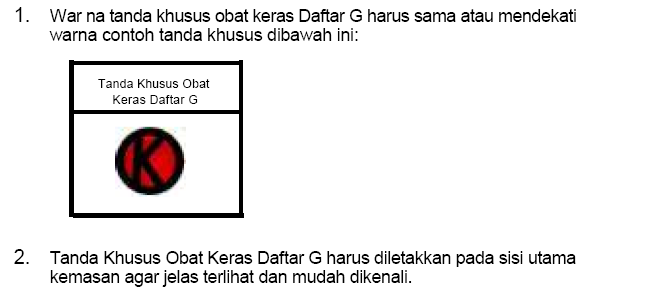 1. War na tanda khusus obat keras Daftar G harus sama atau mendekati
warna contoh tanda khusus dibawah ini:
Tanda Khusus Obat
Keras Daftar G
K
2. Tanda Khusus Obat Keras Daftar G harus diletakkan pada sisi utama
kemasan agar jelas terlihat dan mudah dikenali.